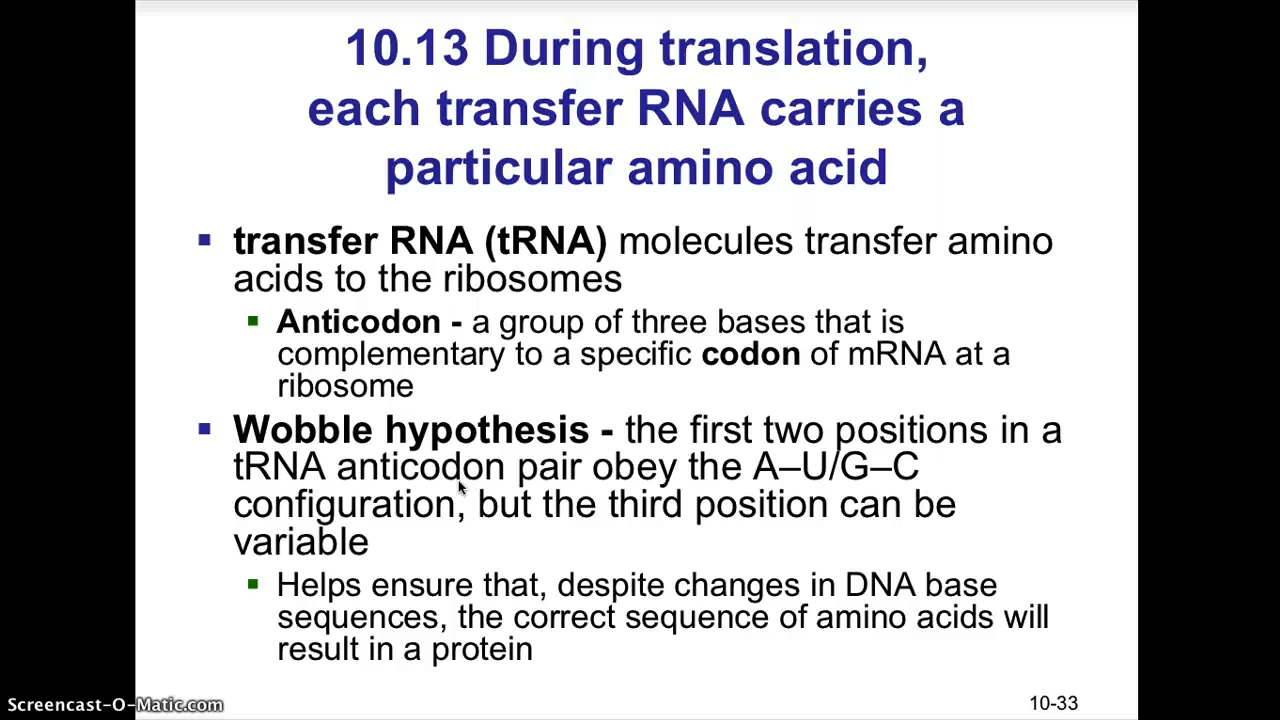 10.13 During translation,
each transfer RNA carries a
particular amino acid
transfer RNA (tRNA) molecules transfer amino
acids to the ribosomes
Anticodon - a group of three bases that is
complementary to a specific codon of mRNA at a
ribosome
Wobble hypothesis - the first two positions in a
tRNA anticodon pair obey the A–U/G–C
configuration, but the third position can be
variable
Helps ensure that, despite changes in DNA base
sequences, the correct sequence of amino acids will
result in a protein
Screencast-O-Matic.com
10-33